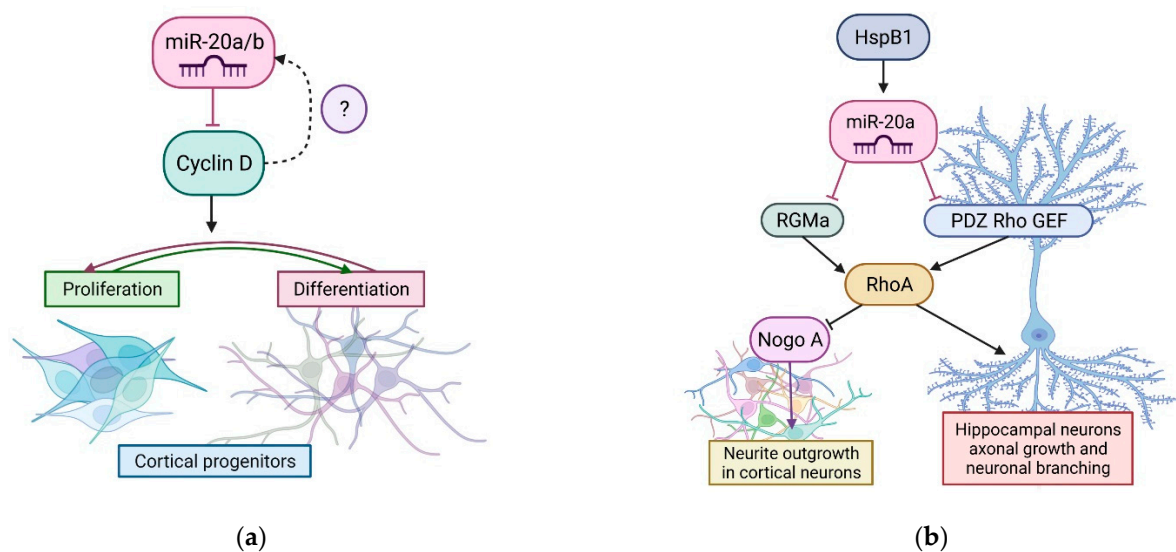 miR-20a/b
?
Cyclin D
Proliferation
Differentiation
Cortical progenitors
(a)
HspB1
miR-20a
RGMa
PDZ Rho GEF
RhoA
Nogo A
Neurite outgrowth
in cortical neurons
Hippocampal neurons
axonal growth and
neuronal branching
(b)